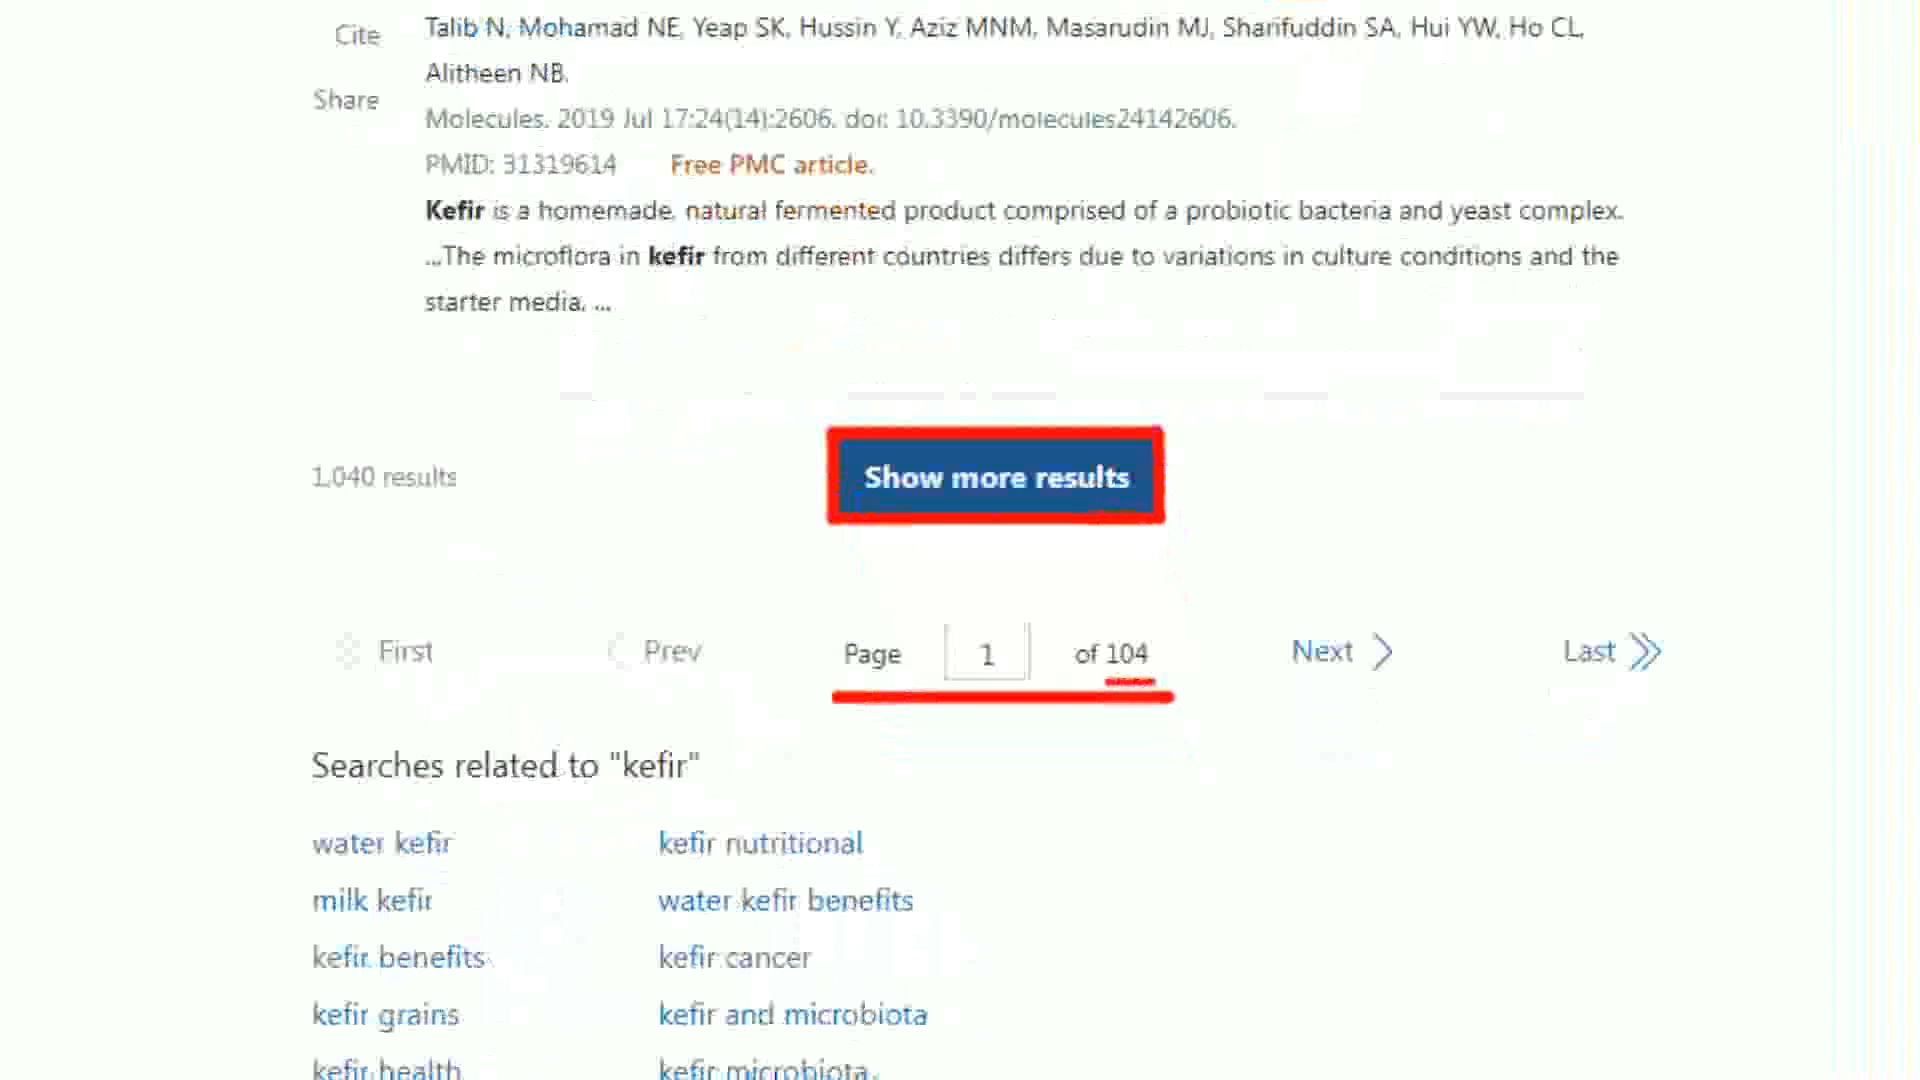 Cite
Talib N, Mohamad NE, Yeap SK, Hussin Y, Aziz MNM, Masarudin MJ, Sharifuddin SA, Hui YW, Ho CL,
Alitheen NB.
Share
Molecules. 2019 Jul 17;24(14):2606. doi: 10.3390/molecules24142606.
PMID: 31319614 Free PMC article.
Kefir is a homemade, natural fermented product comprised of a probiotic bacteria and yeast complex.
...The microflora in kefir from different countries differs due to variations in culture conditions and the
starter media. ...
1,040 results
Show more results
First Prev Page 1 of 104 Next Last
Searches related to "kefir"
water kefir kefir nutritional
milk kefir water kefir benefits
kefir benefits kefir cancer
kefir grains kefir and microbiota
kefir health kefir microbiota